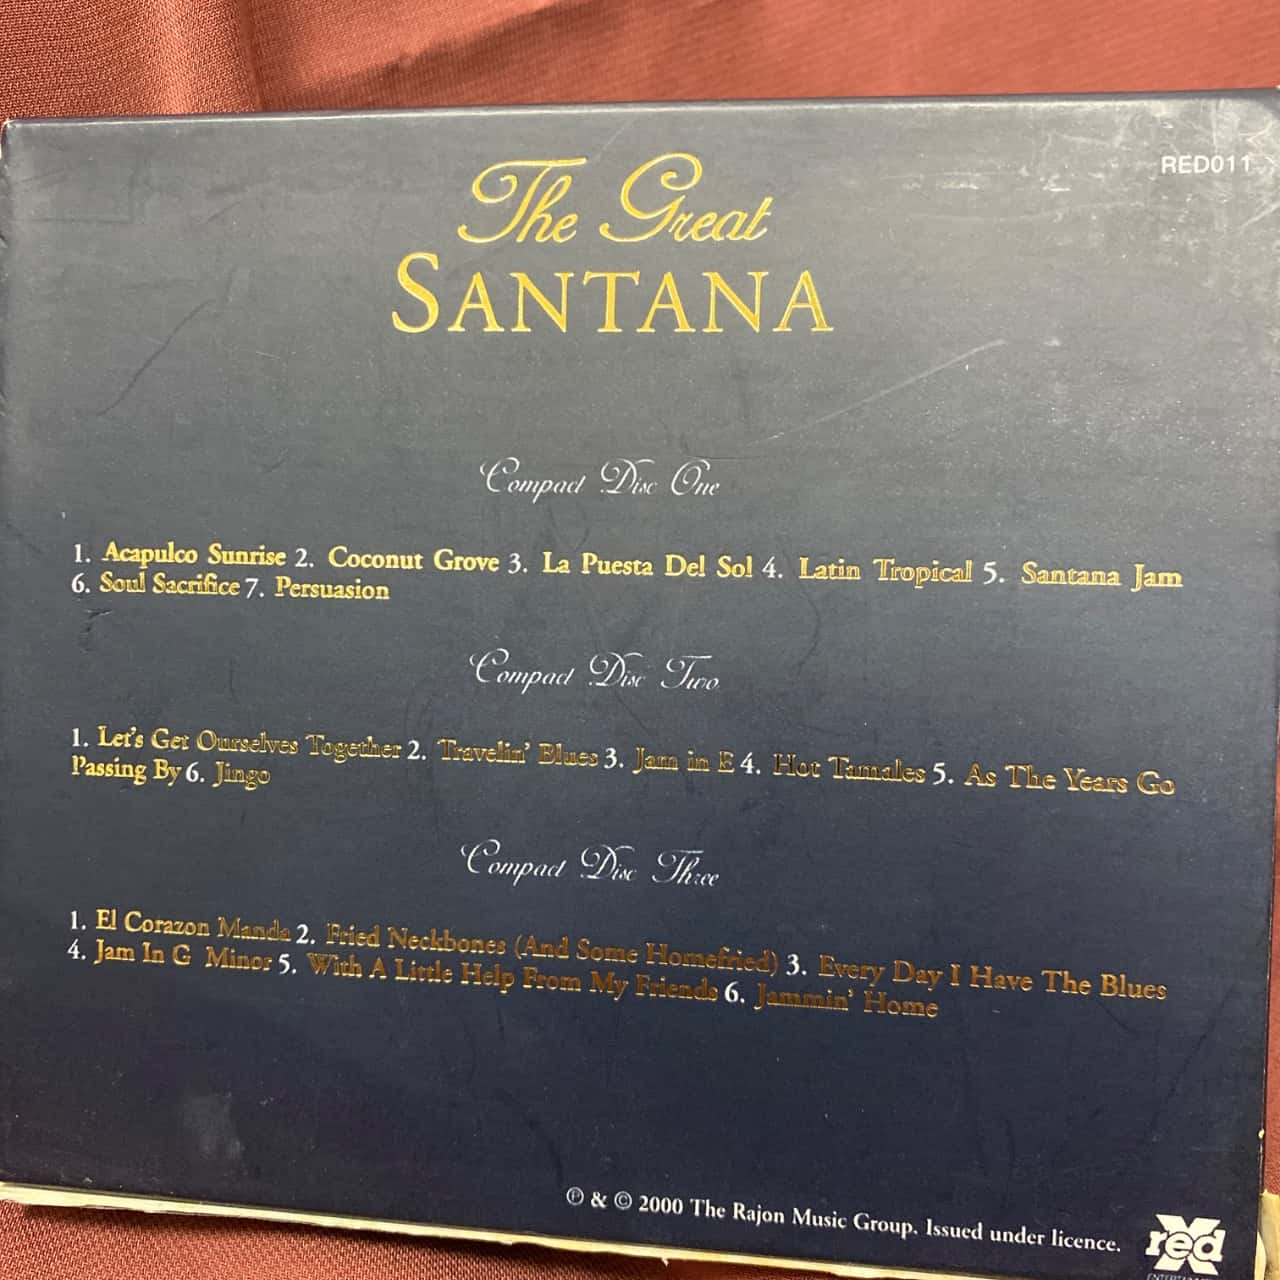 RED011
The Great
SANTANA
Compact Disc One
1. Acapulco Sunrise 2. Coconut Grove 3. La Puesta Del Sol 4. Latin Tropical 5. Santana Jam
6. Soul Sacrifice 7. Persuasion
Compact Disc Two
1. Let's Get Ourselves Together 2. Travelin' Blues 3. Jam in E 4. Hot Tamales 5. As The Years Go
Passing By 6. Jingo
Compact Disc Three
1. El Corazon Manda 2. Fried Neckbones (And Some Homefried) 3. Every Day I Have The Blues
4. Jam In G Minor 5. With A Little Help From My Friends 6. Jammin' Home
℗ & © 2000 The Rajon Music Group. Issued under licence.
red X